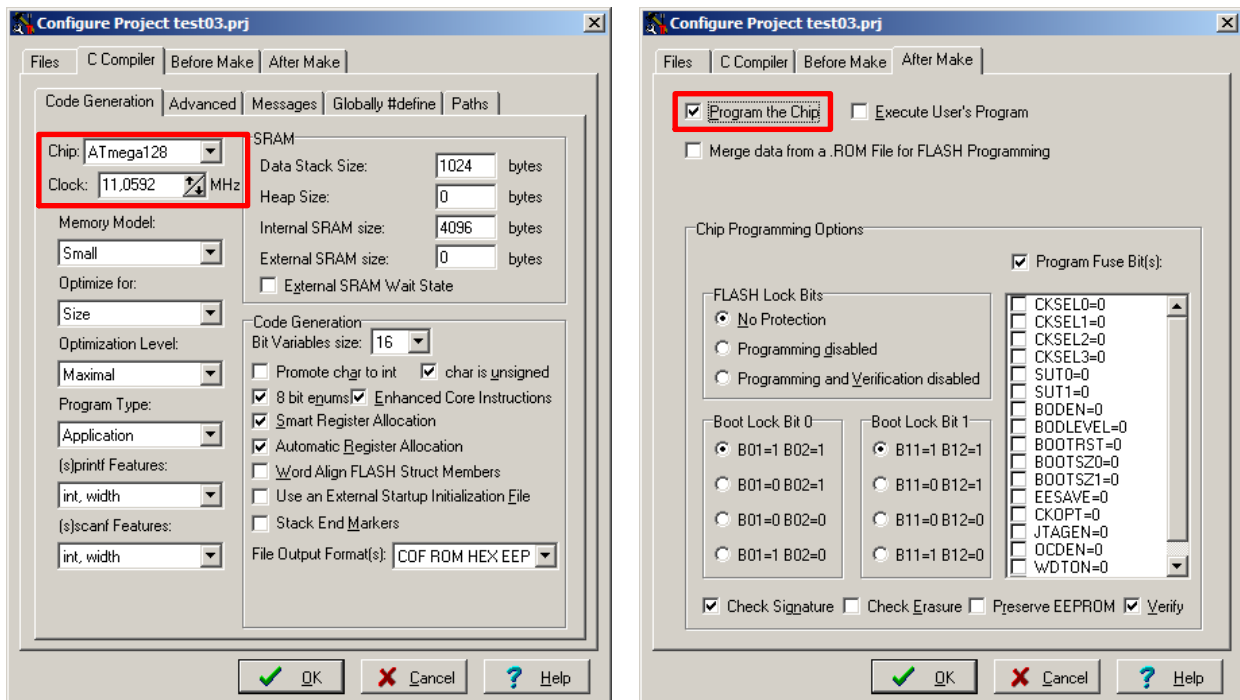 Configure Project test03.prj
Files C Compiler Before Make After Make
Code Generation Advanced Messages Globally #define Paths
Chip: ATmega128
Clock: 11,0592 MHz
Memory Model:
Small
Optimize for:
Size
Optimization Level:
Maximal
Program Type:
Application
(s)printf Features:
int, width
(s)scanf Features:
int, width
SRAM
Data Stack Size: 1024 bytes
Heap Size: 0 bytes
Internal SRAM size: 4096 bytes
External SRAM size: 0 bytes
External SRAM Wait State
Code Generation
Bit Variables size: 16
Promote char to int char is unsigned
8 bit enums Enhanced Core Instructions
Smart Register Allocation
Automatic Register Allocation
Word Align FLASH Struct Members
Use an External Startup Initialization File
Stack End Markers
File Output Format(s): COF ROM HEX EEP
OK Cancel Help
Configure Project test03.prj
Files C Compiler Before Make After Make
Program the Chip Execute User's Program
Merge data from a .ROM File for FLASH Programming
Chip Programming Options
FLASH Lock Bits
No Protection
Programming disabled
Programming and Verification disabled
Boot Lock Bit 0
B01=1 B02=1
B01=0 B02=1
B01=0 B02=0
B01=1 B02=0
Boot Lock Bit 1
B11=1 B12=1
B11=0 B12=1
B11=0 B12=0
B11=1 B12=0
Program Fuse Bit(s):
CKSEL0=0
CKSEL1=0
CKSEL2=0
CKSEL3=0
SUT0=0
SUT1=0
BODEN=0
BODLEVEL=0
BOOTRST=0
BOOTSZ0=0
BOOTSZ1=0
EESAVE=0
CKOPT=0
JTAGEN=0
OCDEN=0
WDTON=0
Check Signature Check Erasure Preserve EEPROM Verify
OK Cancel Help